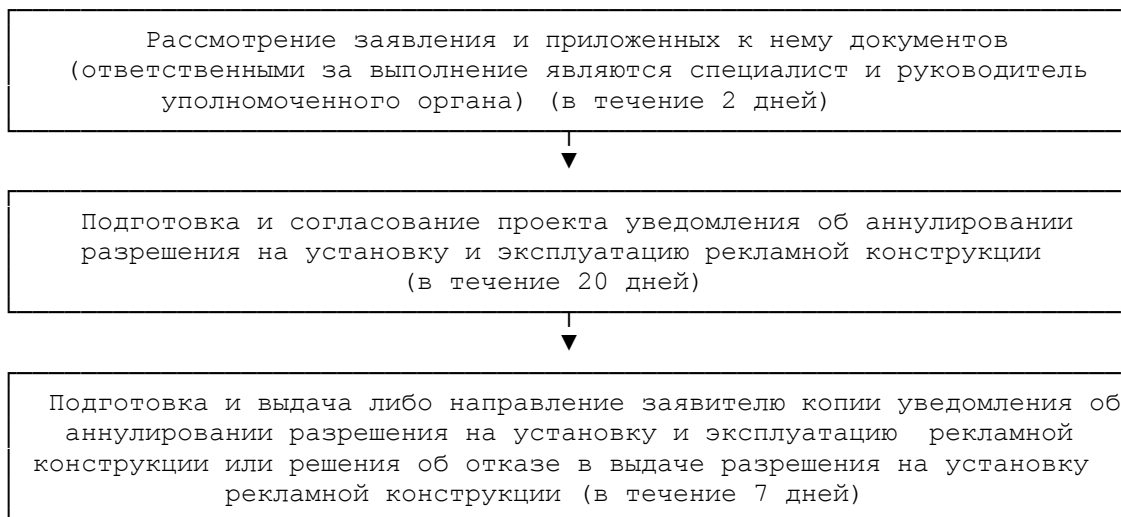 Рассмотрение заявления и приложенных к нему документов
(ответственными за выполнение являются специалист и руководитель
уполномоченного органа) (в течение 2 дней)
Подготовка и согласование проекта уведомления об аннулировании
разрешения на установку и эксплуатацию рекламной конструкции
(в течение 20 дней)
Подготовка и выдача либо направление заявителю копии уведомления об
аннулировании разрешения на установку и эксплуатацию рекламной
конструкции или решения об отказе в выдаче разрешения на установку
рекламной конструкции (в течение 7 дней)